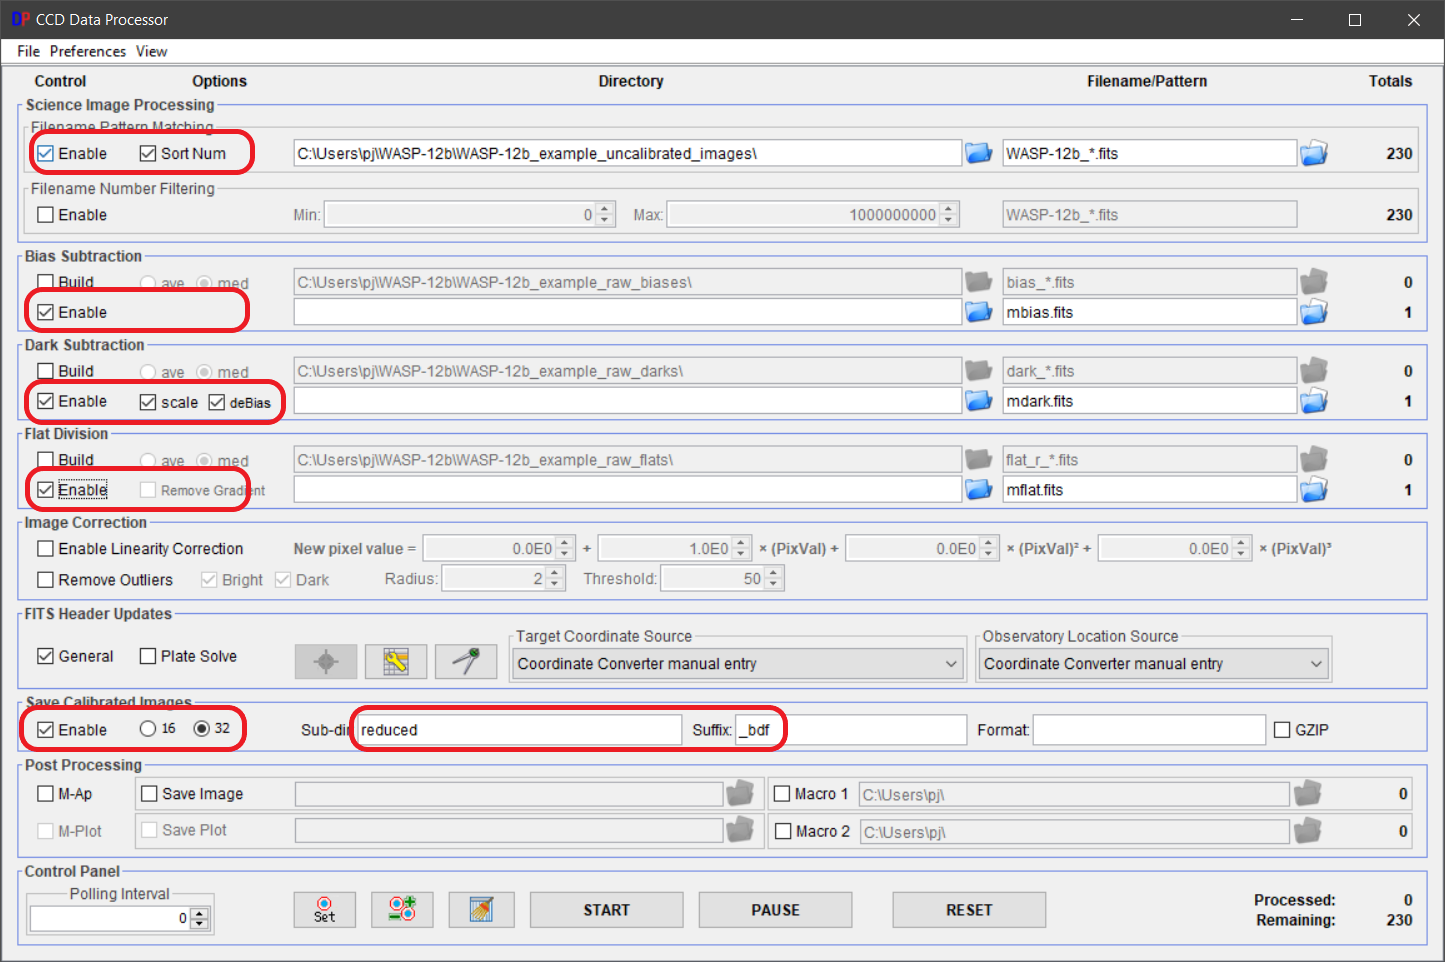 DP CCD Data Processor
File Preferences View
Control Options Directory Filename/Pattern Totals
Science Image Processing
Filename Pattern Matching
Enable Sort Num C:\Users\pj\WASP-12b\WASP-12b_example_uncalibrated_images\ WASP-12b_*.fits 230
Filename Number Filtering
Enable Min: 0 Max: 1000000000 WASP-12b_*.fits 230
Bias Subtraction
Build ave med C:\Users\pj\WASP-12b\WASP-12b_example_raw_biases\ bias_*.fits 0
Enable mbias.fits 1
Dark Subtraction
Build ave med C:\Users\pj\WASP-12b\WASP-12b_example_raw_darks\ dark_*.fits 0
Enable scale deBias mdark.fits 1
Flat Division
Build ave med C:\Users\pj\WASP-12b\WASP-12b_example_raw_flats\ flat_r_*.fits 0
Enable Remove Gradient mflat.fits 1
Image Correction
Enable Linearity Correction New pixel value = 0.0E0 + 1.0E0 × (PixVal) + 0.0E0 × (PixVal)² + 0.0E0 × (PixVal)³
Remove Outliers Bright Dark Radius: 2 Threshold: 50
FITS Header Updates
Target Coordinate Source Observatory Location Source
General Plate Solve Coordinate Converter manual entry Coordinate Converter manual entry
Save Calibrated Images
Enable 16 32 Sub-dir reduced Suffix: _bdf Format: GZIP
Post Processing
M-Ap Save Image Macro 1 C:\Users\pj\ 0
M-Plot Save Plot Macro 2 C:\Users\pj\ 0
Control Panel
Polling Interval
0 Set START PAUSE RESET
Processed: 0
Remaining: 230